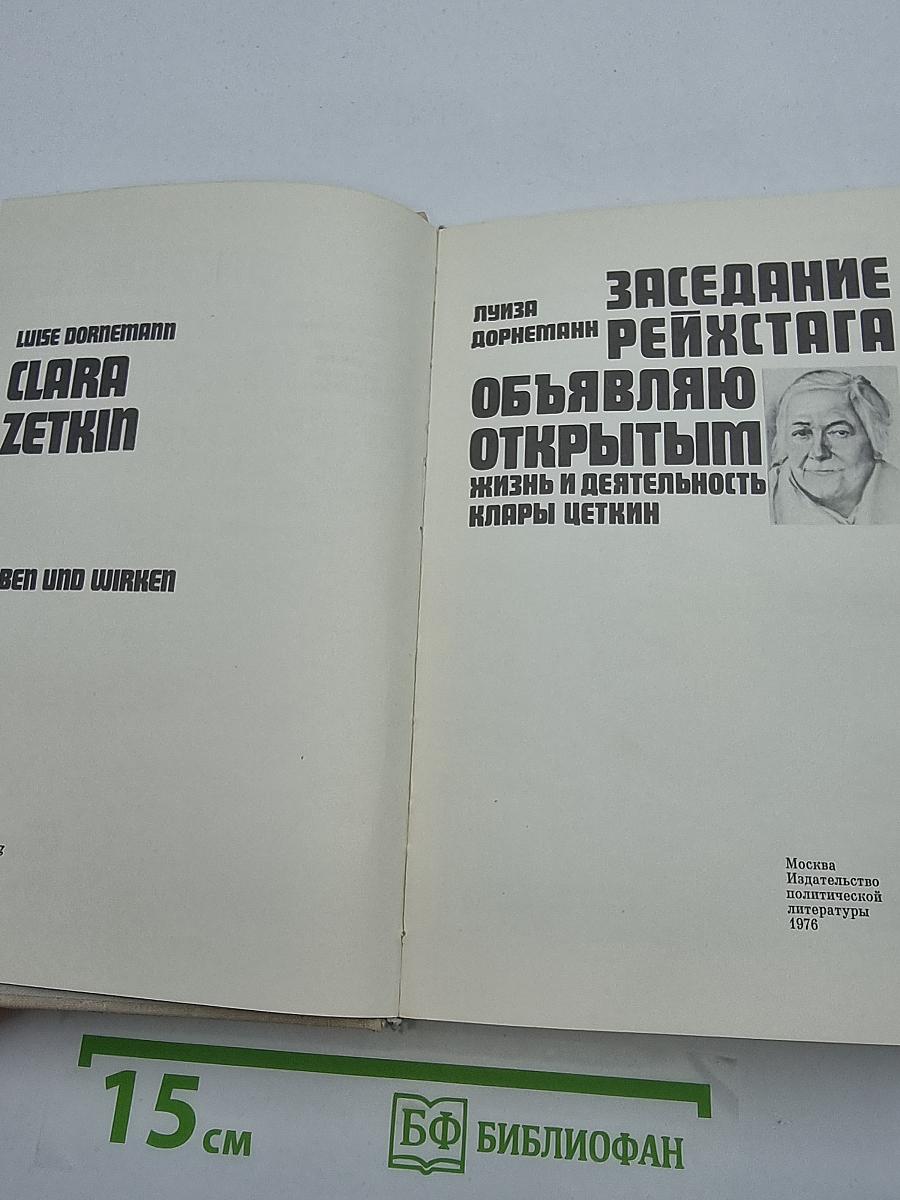 LUISE DORNEMANN
CLARA
ZETKIN
BEN UND WIRKEN
ЛУИЗА
ДОРНЕМАНН
ЗАСЕДАНИЕ
РЕЙХСТАГА
ОБЪЯВЛЯЮ
ОТКРЫТЫМ
ЖИЗНЬ И ДЕЯТЕЛЬНОСТЬ
КЛАРЫ ЦЕТКИН
Москва
Издательство
политической
литературы
1976
15 см
БФ БИБЛИОФАН